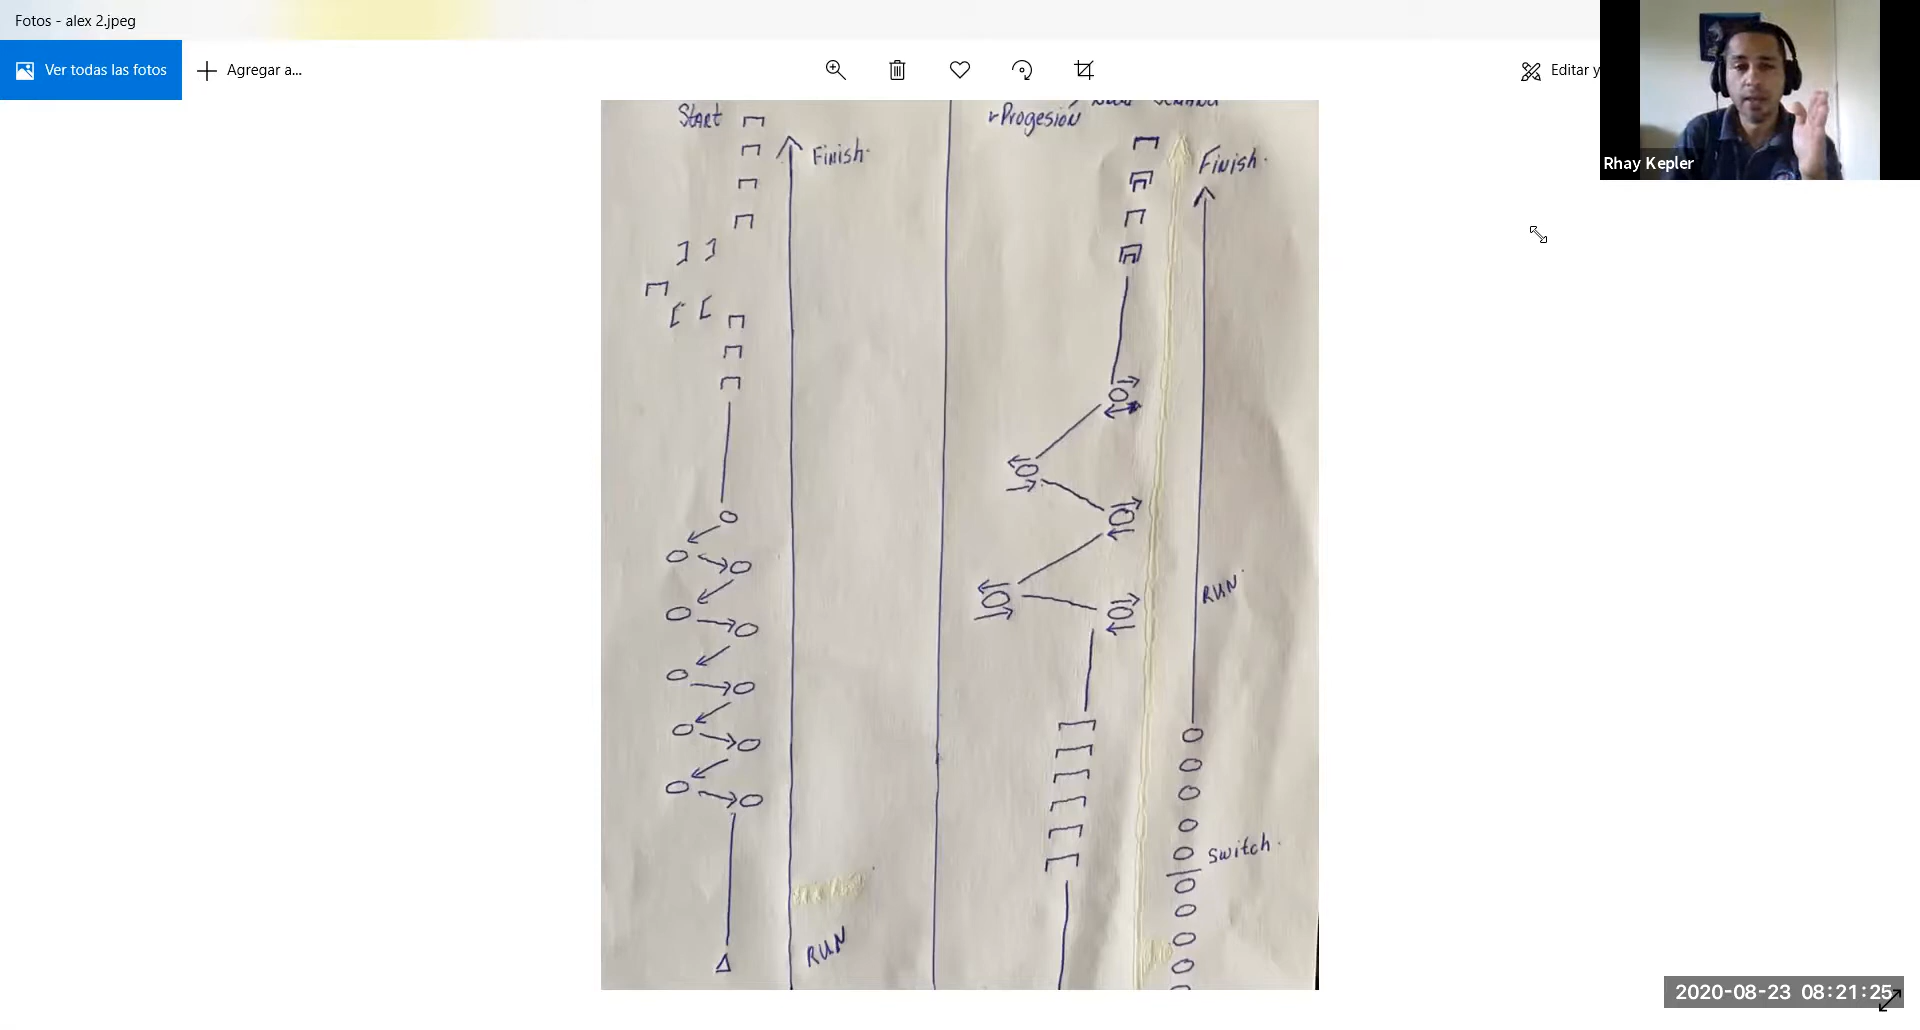 Fotos - alex 2.jpeg
Ver todas las fotos
Agregar a...
Editar y
Rhay Kepler
Start
Finish.
RUN
Progesión
Finish.
RUN
Switch.
2020-08-23 08:21:25